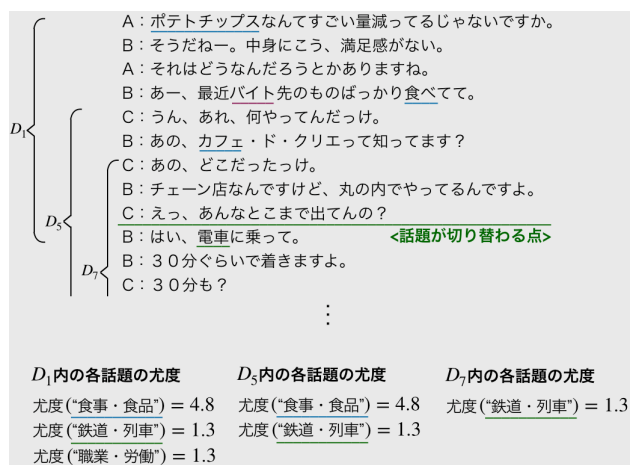 A：ポテトチップスなんてすごい量減ってるじゃないですか。
B：そうだねー。中身にこう、満足感がない。
A：それはどうなんだろうとかありますね。
B：あー、最近バイト先のものばっかり食べてて。
C：うん、あれ、何やってんだっけ。
B：あの、カフェ・ド・クリエって知ってます？
C：あの、どこだったっけ。
B：チェーン店なんですけど、丸の内でやってるんですよ。
C：えっ、あんなとこまで出てんの？
B：はい、電車に乗って。 <話題が切り替わる点>
B：３０分ぐらいで着きますよ。
C：３０分も？
D1
D5
D7
⋮
D1内の各話題の尤度
尤度(“食事・食品”) = 4.8
尤度(“鉄道・列車”) = 1.3
尤度(“職業・労働”) = 1.3
D5内の各話題の尤度
尤度(“食事・食品”) = 4.8
尤度(“鉄道・列車”) = 1.3
D7内の各話題の尤度
尤度(“鉄道・列車”) = 1.3